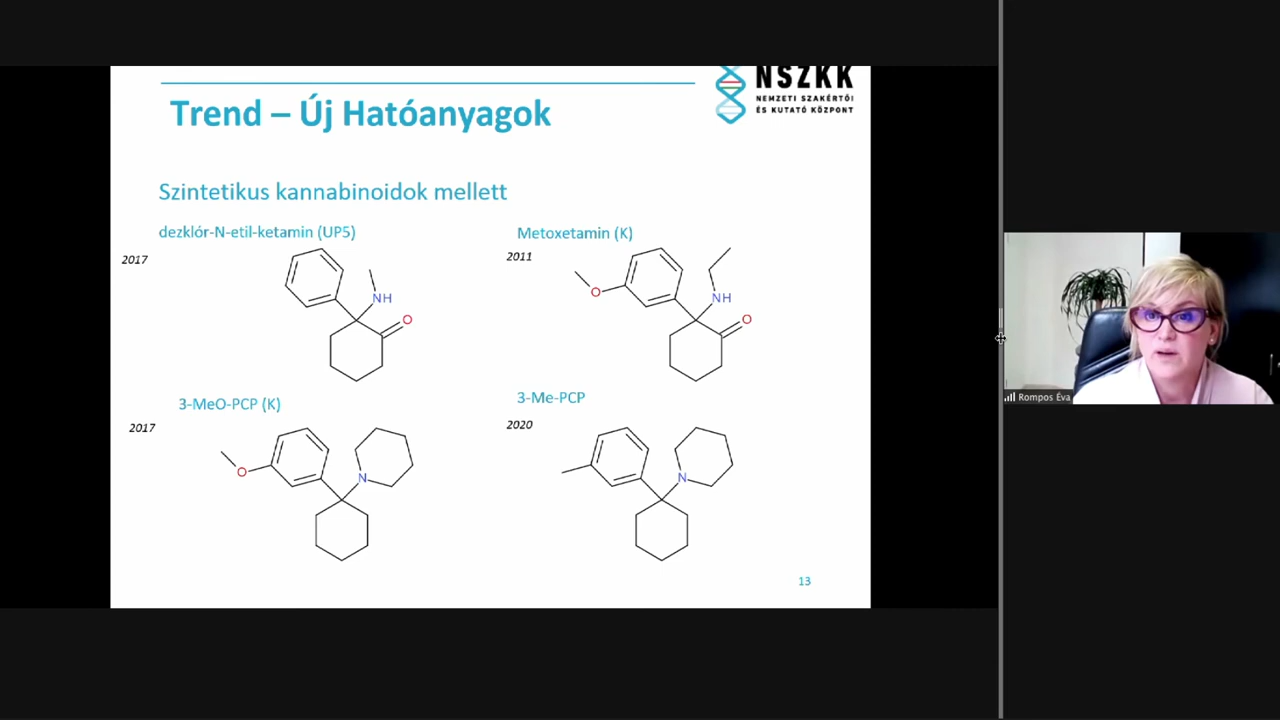 NSZKK
NEMZETI SZAKÉRTŐI
ÉS KUTATÓ KÖZPONT
Trend – Új Hatóanyagok
Szintetikus kannabinoidok mellett
dezklór-N-etil-ketamin (UP5)
2017
NH
O
Metoxetamin (K)
2011
O
NH
O
3-MeO-PCP (K)
2017
O
N
3-Me-PCP
2020
N
13
Rompos Éva